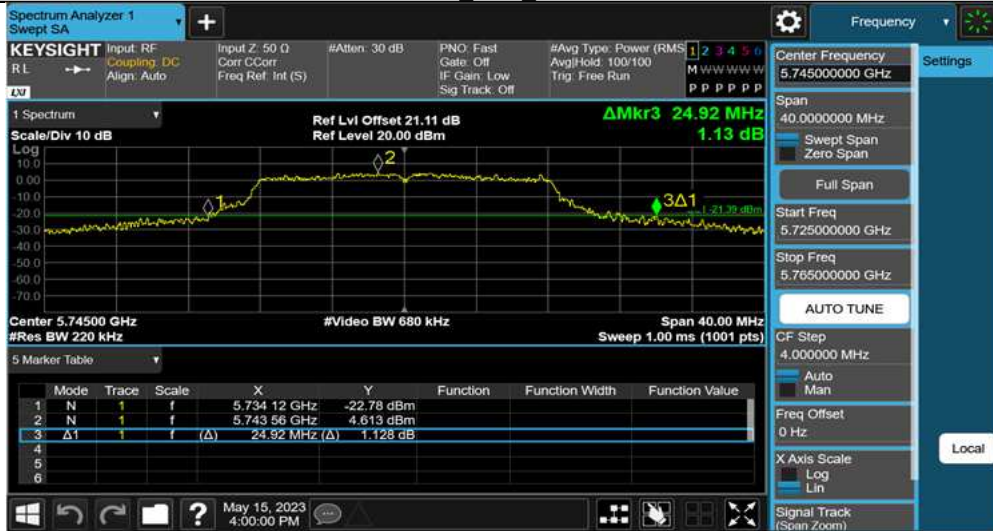 Spectrum Analyzer 1
Swept SA
+
Frequency
KEYSIGHT
RL
LXI
Input: RF
Coupling: DC
Align: Auto
Input Z: 50 Ω
Corr CCorr
Freq Ref: Int (S)
#Atten: 30 dB
PNO: Fast
Gate: Off
IF Gain: Low
Sig Track: Off
#Avg Type: Power (RMS
Avg|Hold: 100/100
Trig: Free Run
1 2 3 4 5 6
M W W W W W
P P P P P P
1 Spectrum
Scale/Div 10 dB
Ref Lvl Offset 21.11 dB
Ref Level 20.00 dBm
ΔMkr3 24.92 MHz
1.13 dB
Log
10.0
0.00
-10.0
-20.0
-30.0
-40.0
-50.0
-60.0
-70.0
1
2
3Δ1
-21.39 dBm
Center 5.74500 GHz
#Res BW 220 kHz
#Video BW 680 kHz
Span 40.00 MHz
Sweep 1.00 ms (1001 pts)
5 Marker Table
Mode Trace Scale X Y Function Function Width Function Value
1 N 1 f 5.734 12 GHz -22.78 dBm
2 N 1 f 5.743 56 GHz 4.613 dBm
3 Δ1 1 f (Δ) 24.92 MHz (Δ) 1.128 dB
4
5
6
May 15, 2023
4:00:00 PM
?
Center Frequency
5.745000000 GHz
Span
40.0000000 MHz
Swept Span
Zero Span
Full Span
Start Freq
5.725000000 GHz
Stop Freq
5.765000000 GHz
AUTO TUNE
CF Step
4.000000 MHz
Auto
Man
Freq Offset
0 Hz
X Axis Scale
Log
Lin
Signal Track
(Span Zoom)
Settings
Local